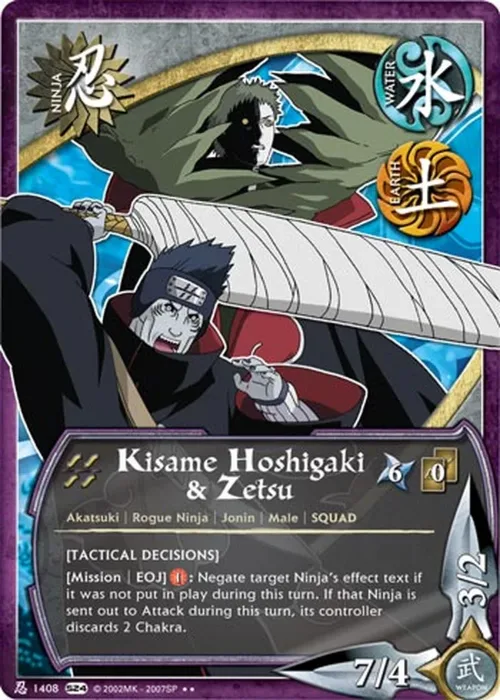 NINJA
忍
WATER
水
EARTH
土
Kisame Hoshigaki
& Zetsu
6
0
Akatsuki | Rogue Ninja | Jonin | Male | SQUAD
[TACTICAL DECISIONS]
[Mission | EOJ] 1 : Negate target Ninja's effect text if
it was not put in play during this turn. If that Ninja is
sent out to Attack during this turn, its controller
discards 2 Chakra.
3/2
7/4
武
WEAPON
忍 1408 S24 © 2002MK - 2007SP ★★